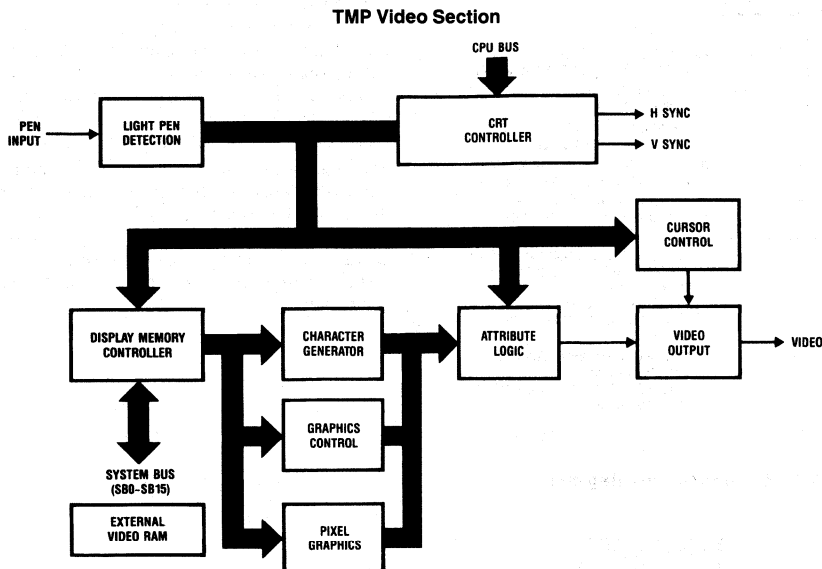 TMP Video Section
CPU BUS
PEN
INPUT
LIGHT PEN
DETECTION
CRT
CONTROLLER
H SYNC
V SYNC
CURSOR
CONTROL
DISPLAY MEMORY
CONTROLLER
CHARACTER
GENERATOR
ATTRIBUTE
LOGIC
VIDEO
OUTPUT
VIDEO
GRAPHICS
CONTROL
SYSTEM BUS
(SB0-SB15)
EXTERNAL
VIDEO RAM
PIXEL
GRAPHICS